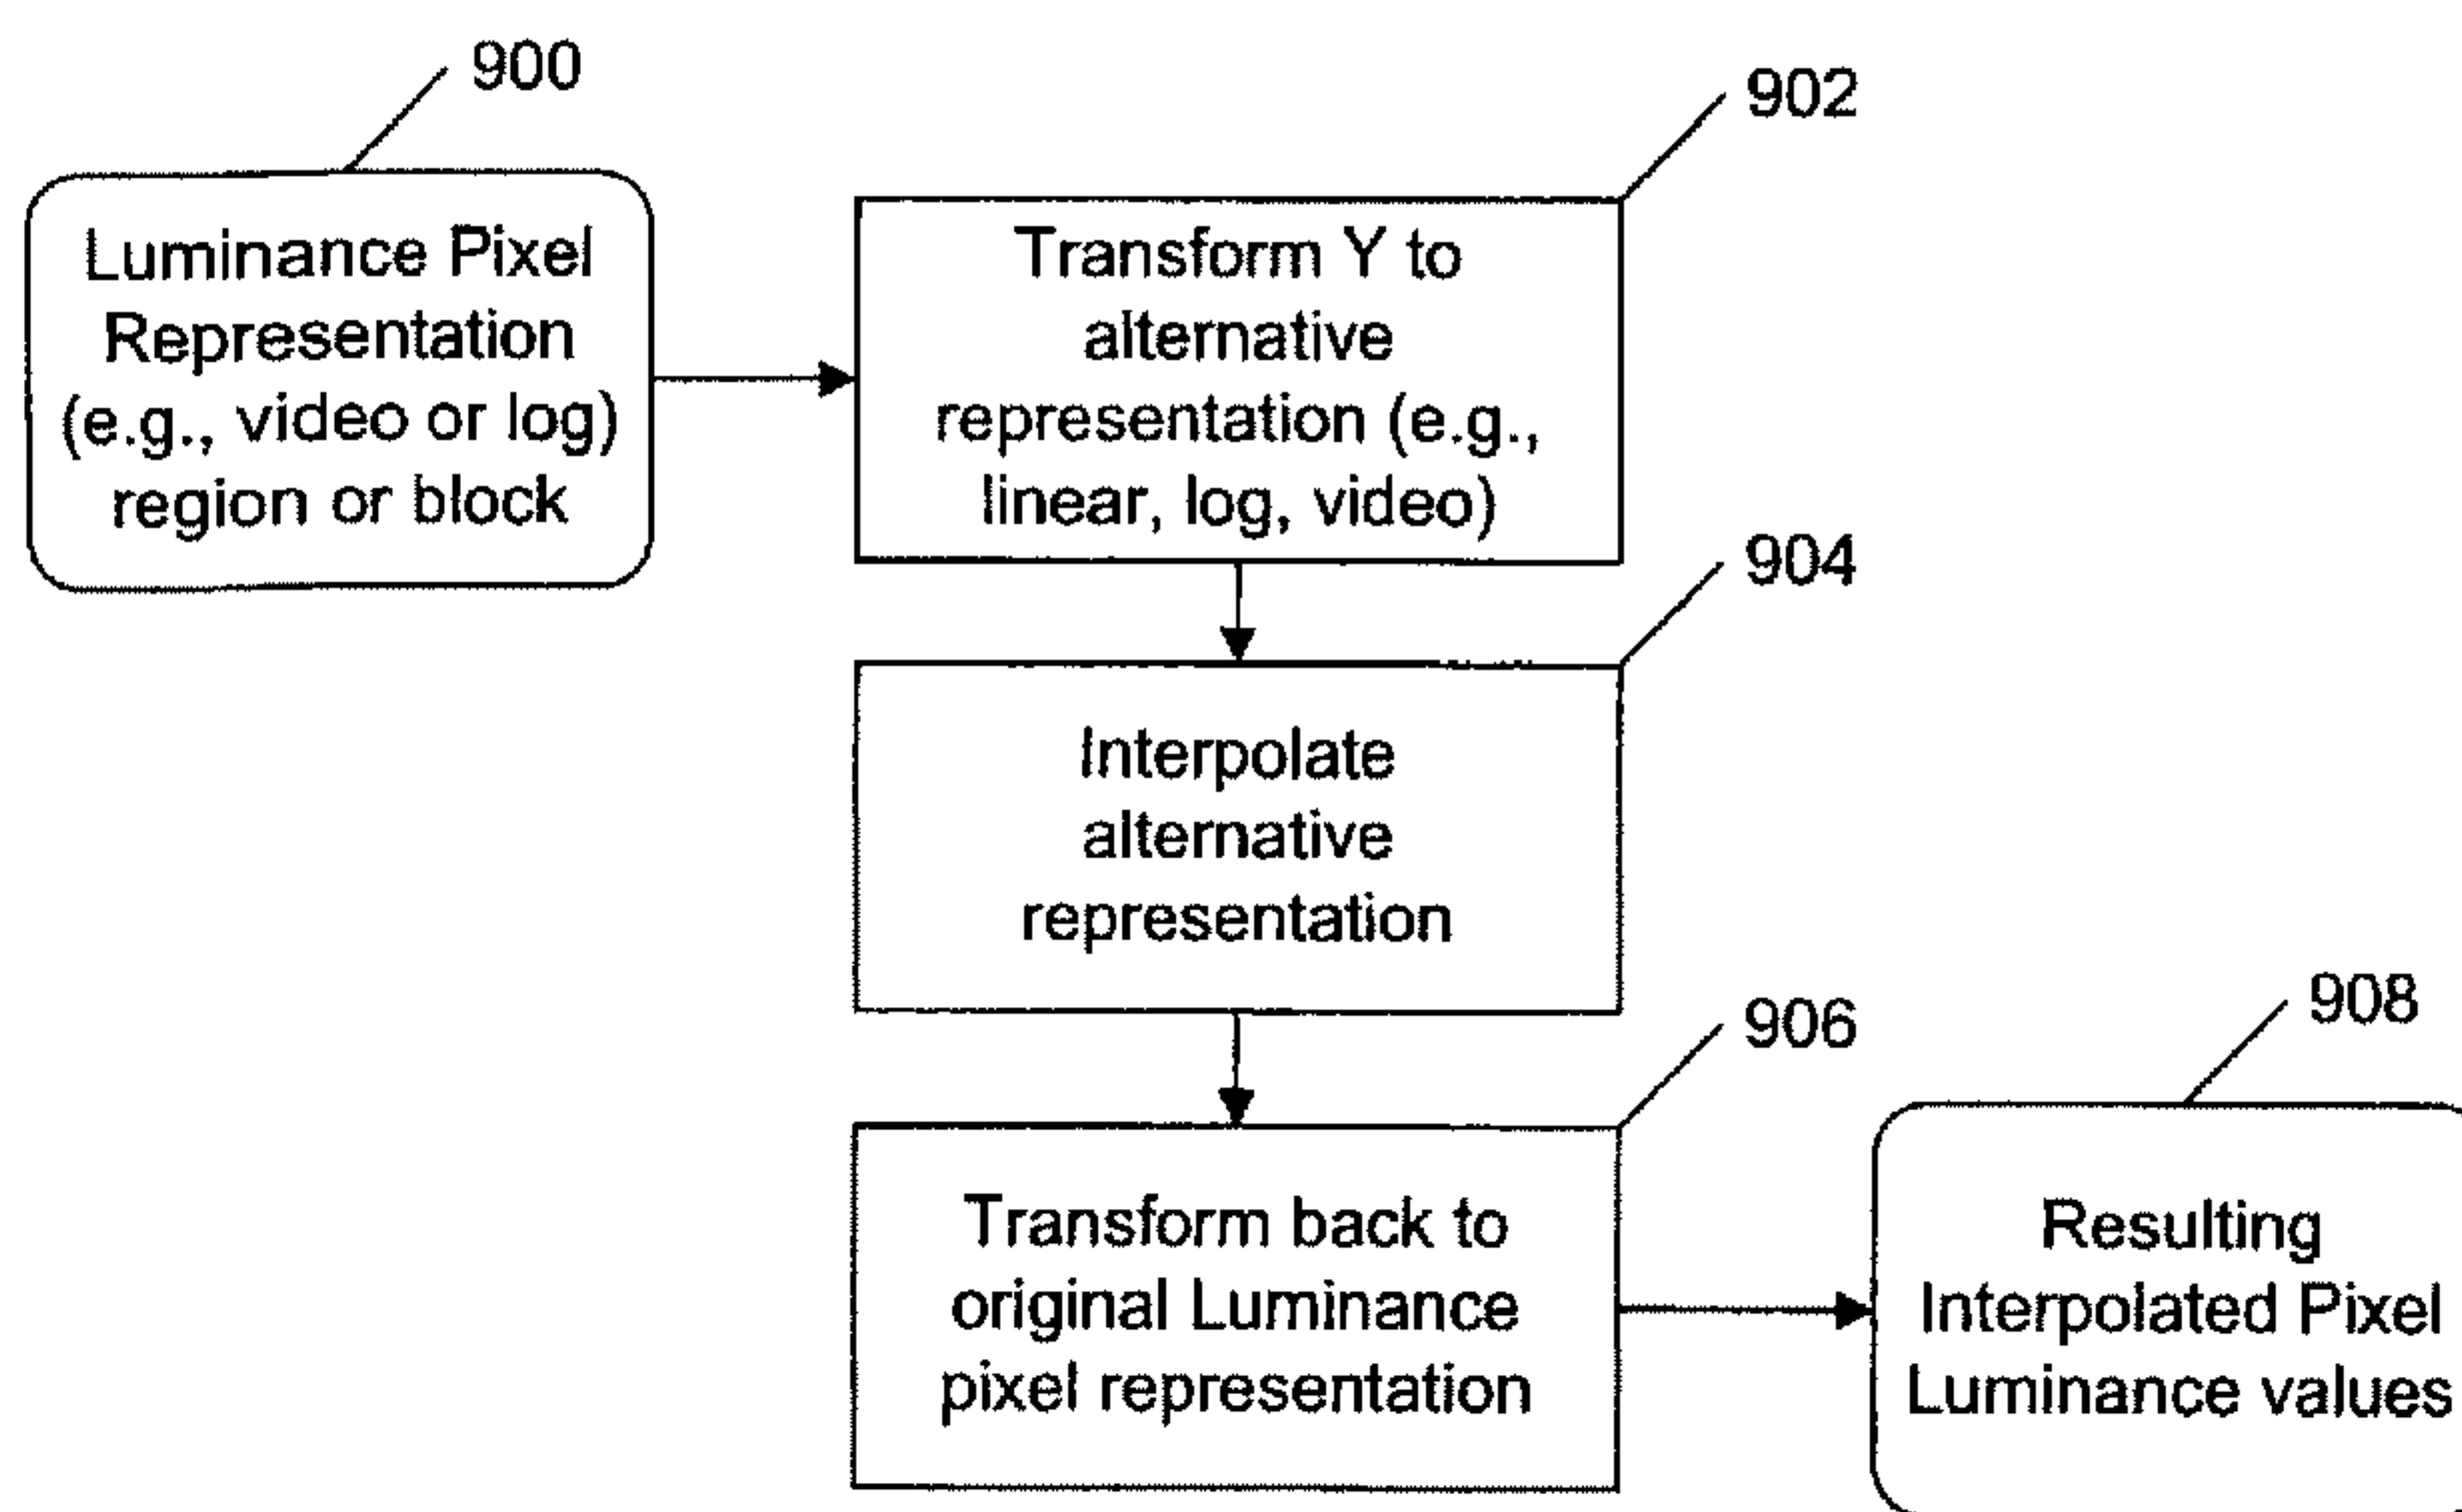 900
Luminance Pixel
Representation
(e.g., video or log)
region or block
902
Transform Y to
alternative
representation (e.g.,
linear, log, video)
904
Interpolate
alternative
representation
906
Transform back to
original Luminance
pixel representation
908
Resulting
Interpolated Pixel
Luminance values